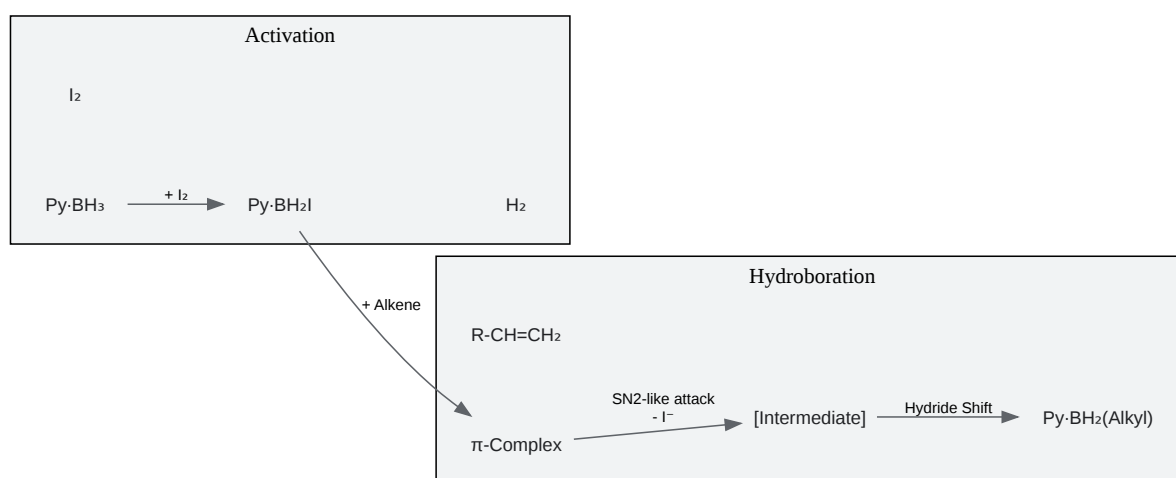 Activation
I₂
Py·BH₃
+ I₂
Py·BH₂I
H₂
+ Alkene
Hydroboration
R-CH=CH₂
π-Complex
SN2-like attack
- I⁻
[Intermediate]
Hydride Shift
Py·BH₂(Alkyl)